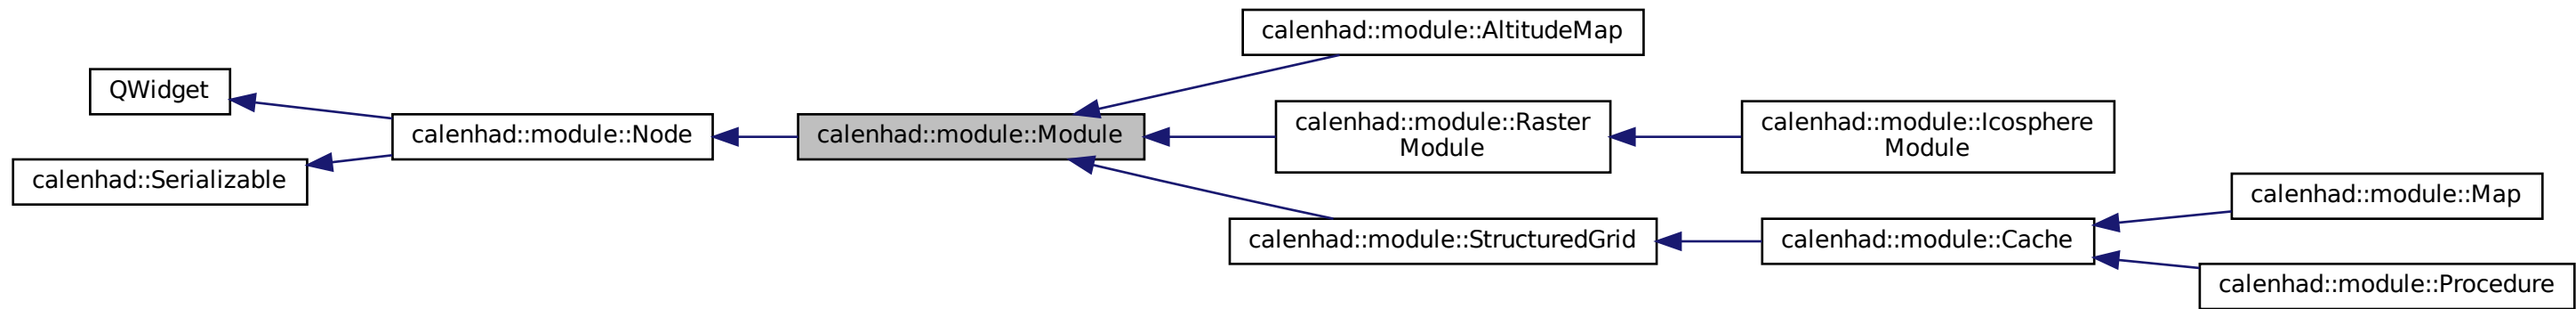 QWidget
calenhad::Serializable
calenhad::module::Node
calenhad::module::Module
calenhad::module::AltitudeMap
calenhad::module::Raster
Module
calenhad::module::StructuredGrid
calenhad::module::Icosphere
Module
calenhad::module::Cache
calenhad::module::Map
calenhad::module::Procedure